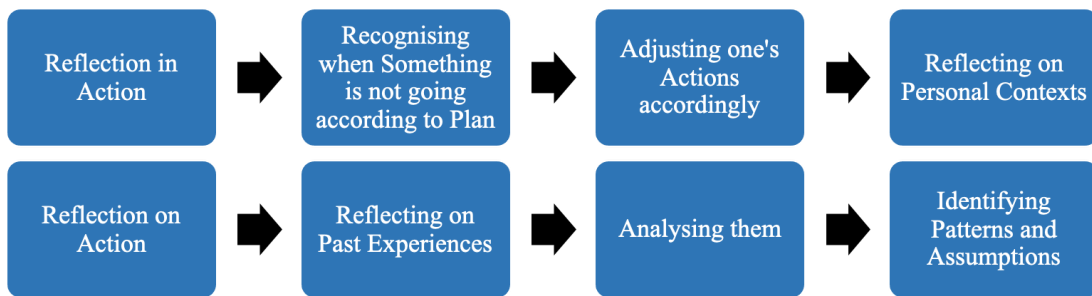 Reflection in
Action
Recognising
when Something
is not going
according to Plan
Adjusting one's
Actions
accordingly
Reflecting on
Personal Contexts
Reflection on
Action
Reflecting on
Past Experiences
Analysing them
Identifying
Patterns and
Assumptions